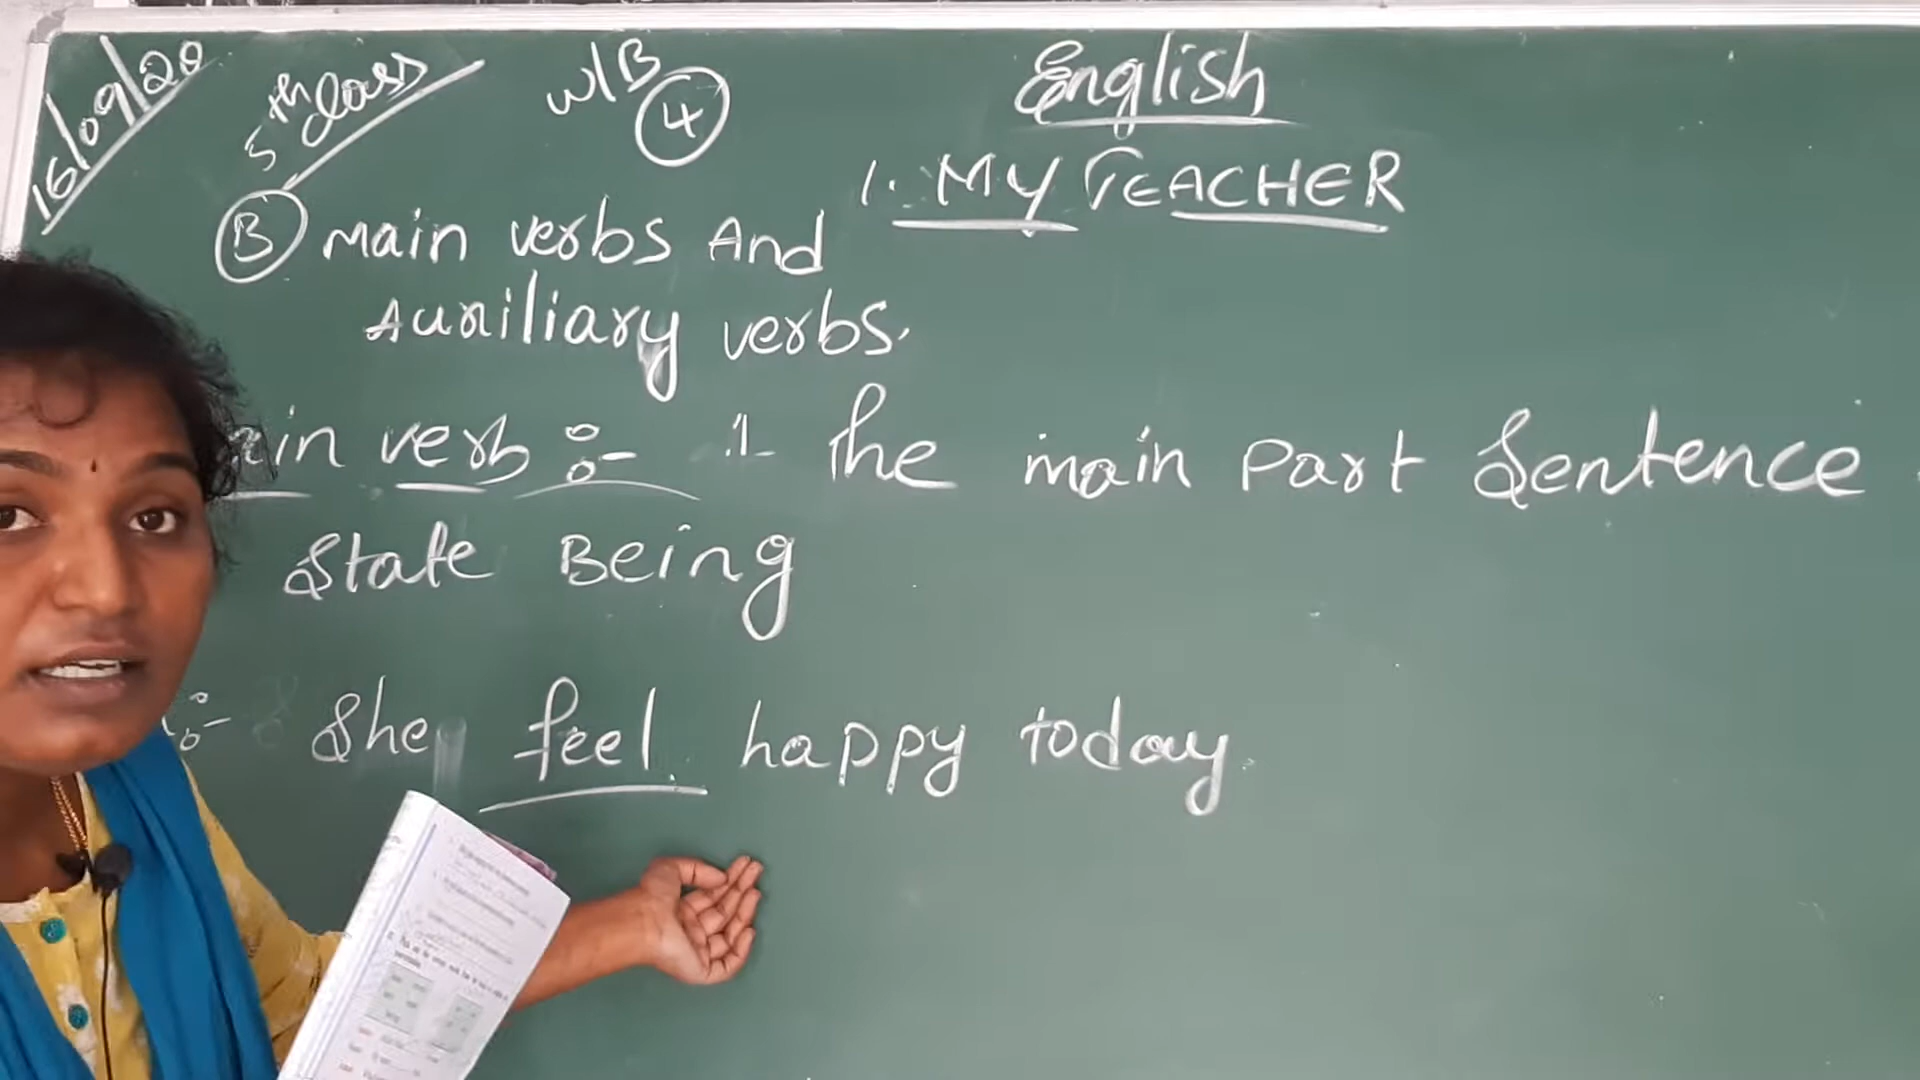 16/09/20
5th class
W/B 4
English
1. MY TEACHER
B Main verbs And
Auxiliary verbs.
ain verb :- 1 The main Part Sentence
State Being
:- She feel happy today.